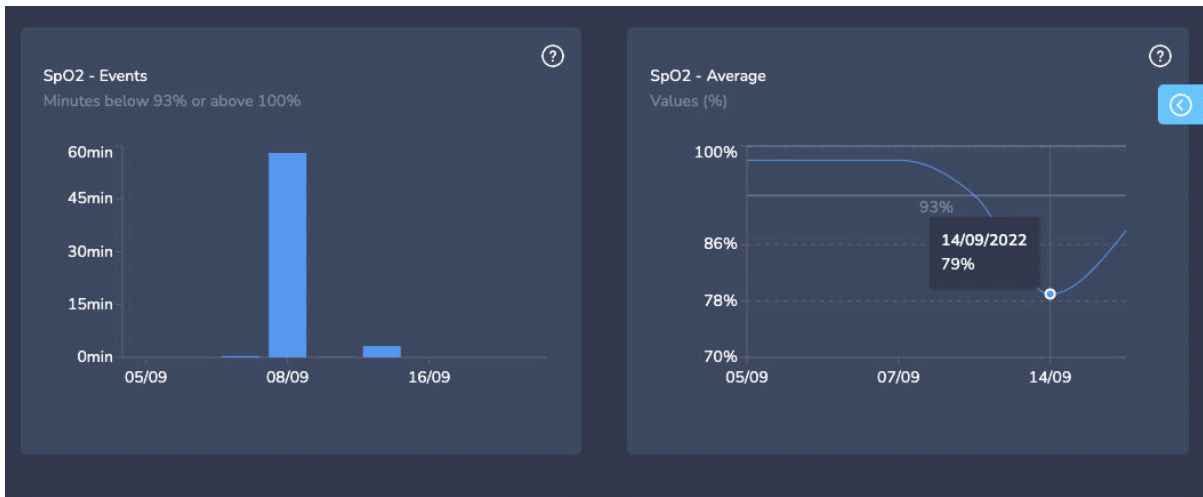 SpO2 - Events
Minutes below 93% or above 100%
60min
45min
30min
15min
0min
05/09
08/09
16/09
SpO2 - Average
Values (%)
100%
93%
86%
78%
70%
14/09/2022
79%
05/09
07/09
14/09